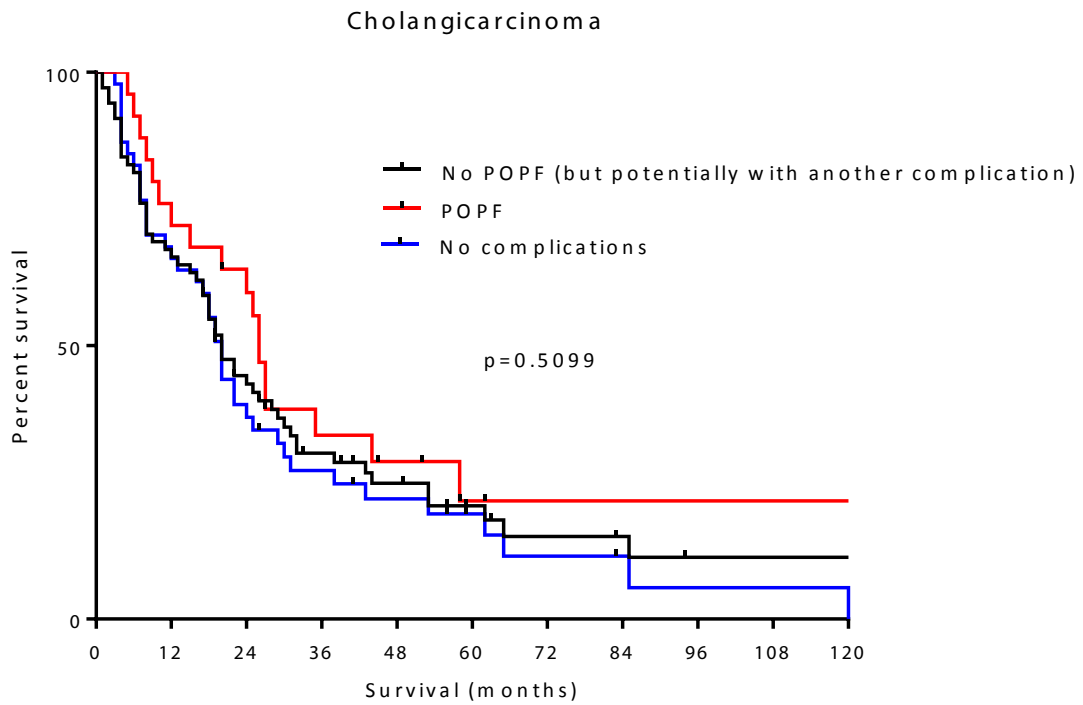 Cholangicarcinoma
100
No POPF (but potentially with another complication)
POPF
No complications
Percent survival
50
p=0.5099
0
0 12 24 36 48 60 72 84 96 108 120
Survival (months)